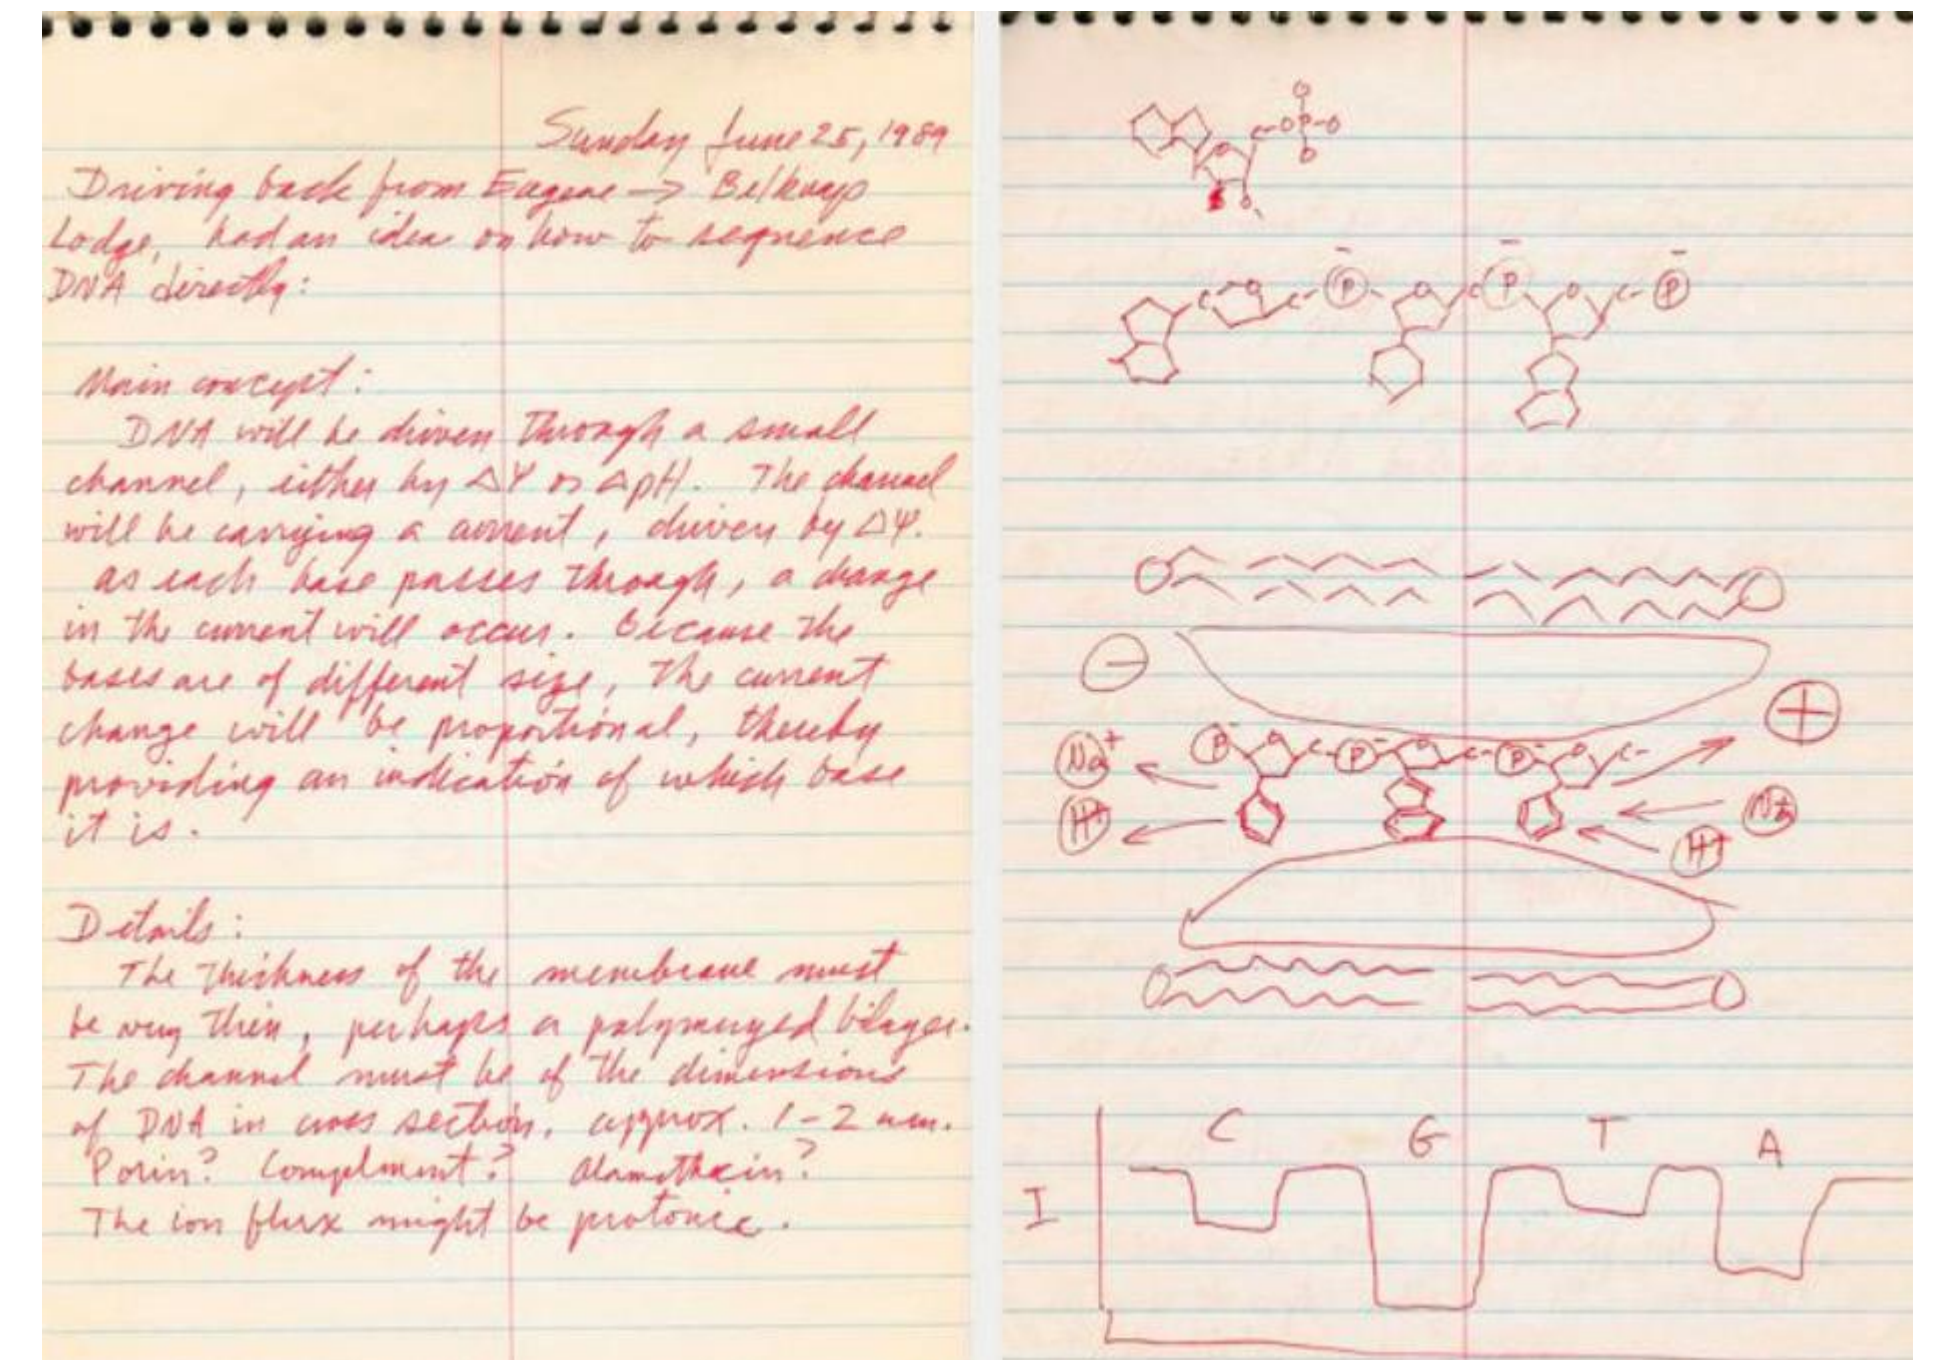 Sunday June 25, 1989
Driving back from Eugene → Belknap
Lodge, had an idea on how to sequence
DNA directly:
Main concept:
DNA will be driven through a small
channel, either by ΔΨ or ΔpH. The channel
will be carrying a current, driven by ΔΨ.
as each base passes through, a change
in the current will occur. Because the
bases are of different size, the current
change will be proportional, thereby
providing an indication of which base
it is.
Details:
The thickness of the membrane must
be very thin, perhaps a polymerized bilayer.
The channel must be of the dimensions
of DNA in cross section, approx. 1-2 nm.
Porin? Compliment? Alamethicin?
The ion flux might be protonic.
O
O C-O-P-O
O
O
- - -
C O C-P O C P O C-P
-
+
P- O C-P- O C-P- O C-
Na+
H+
Na+
H+
C G T A
I